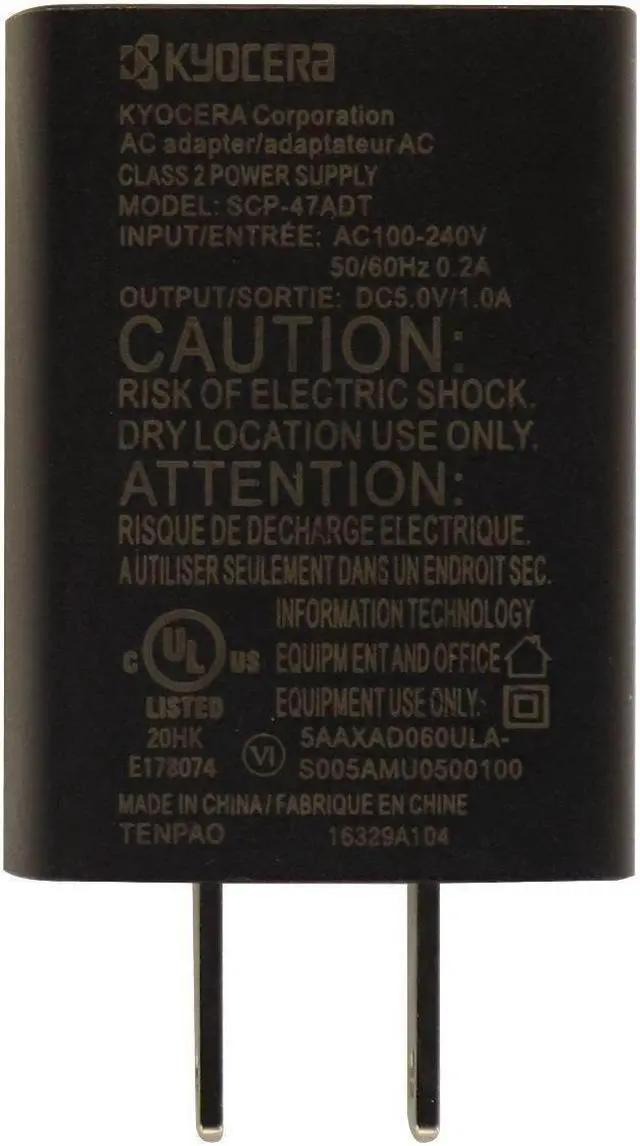 KYOCERA
KYOCERA Corporation
AC adapter/adaptateur AC
CLASS 2 POWER SUPPLY
MODEL: SCP-47ADT
INPUT/ENTRÉE: AC100-240V
50/60Hz 0.2A
OUTPUT/SORTIE: DC5.0V/1.0A
CAUTION:
RISK OF ELECTRIC SHOCK.
DRY LOCATION USE ONLY.
ATTENTION:
RISQUE DE DECHARGE ELECTRIQUE.
A UTILISER SEULEMENT DANS UN ENDROIT SEC.
INFORMATION TECHNOLOGY
C UL US EQUIPMENT AND OFFICE
LISTED EQUIPMENT USE ONLY.
20HK VI 5AAXAD060ULA-
E178074 S005AMU0500100
MADE IN CHINA / FABRIQUE EN CHINE
TENPAO 16329A104